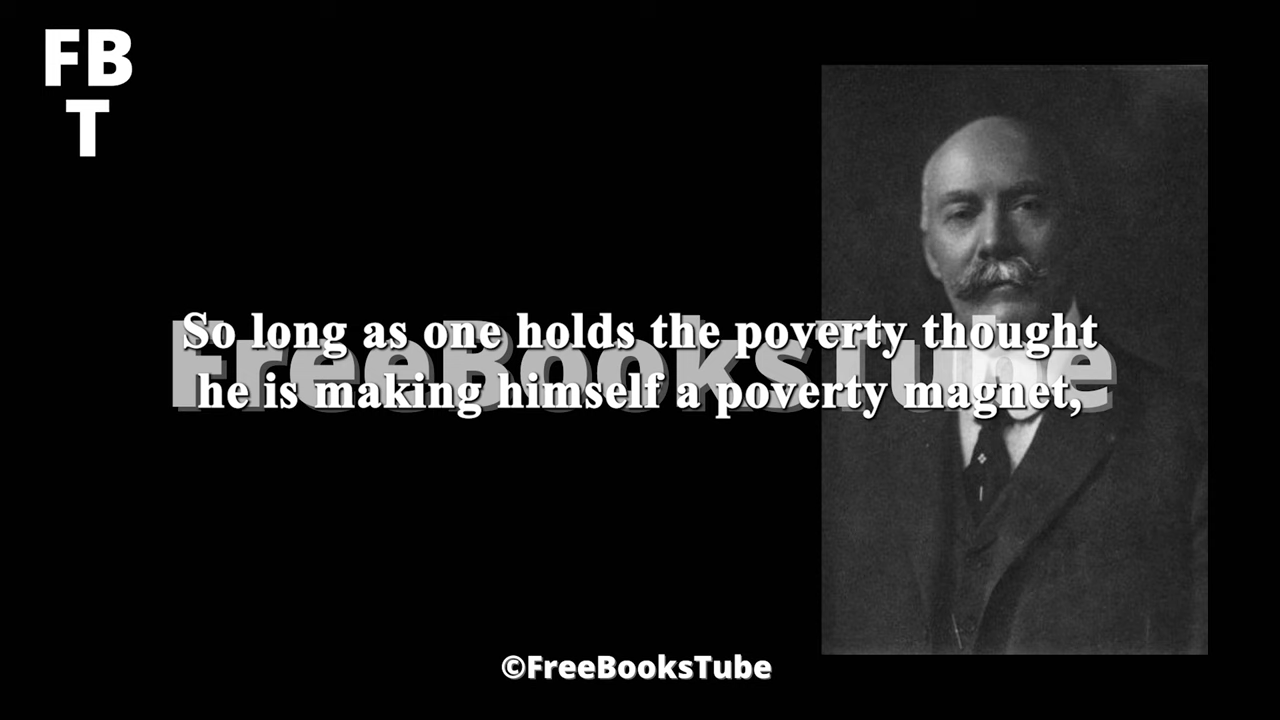 FB
T
So long as one holds the poverty thought
he is making himself a poverty magnet,
FreeBooksTube
©FreeBooksTube